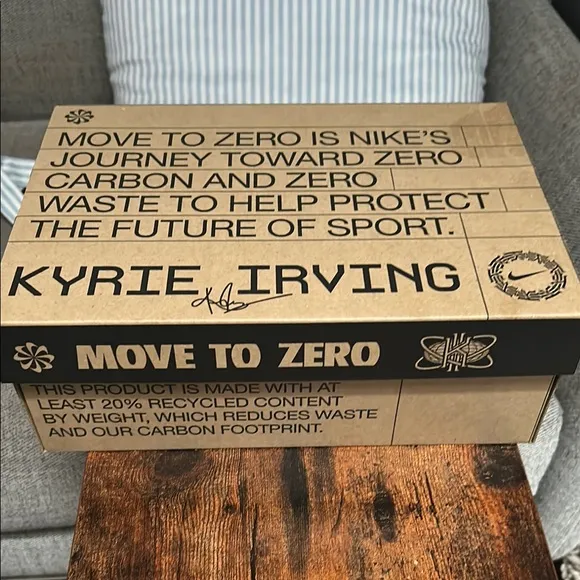 MOVE TO ZERO IS NIKE'S
JOURNEY TOWARD ZERO
CARBON AND ZERO
WASTE TO HELP PROTECT
THE FUTURE OF SPORT.
KYRIE IRVING
MOVE TO ZERO
THIS PRODUCT IS MADE WITH AT
LEAST 20% RECYCLED CONTENT
BY WEIGHT, WHICH REDUCES WASTE
AND OUR CARBON FOOTPRINT.